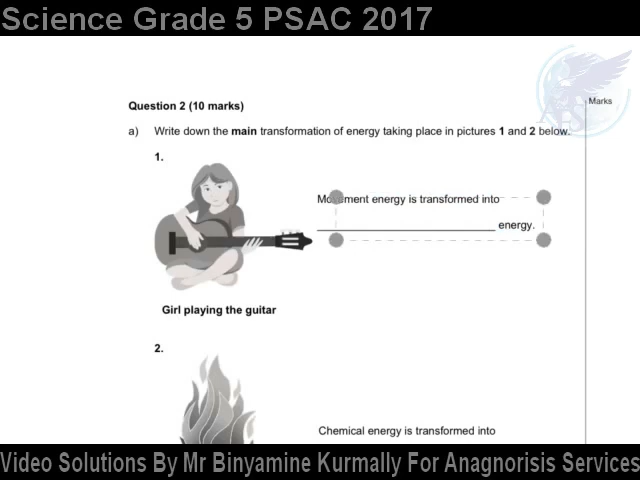 Science Grade 5 PSAC 2017
Marks
Question 2 (10 marks)
a) Write down the main transformation of energy taking place in pictures 1 and 2 below.
1.
Movement energy is transformed into
energy.
Girl playing the guitar
2.
Chemical energy is transformed into
Video Solutions By Mr Binyamine Kurmally For Anagnorisis Services